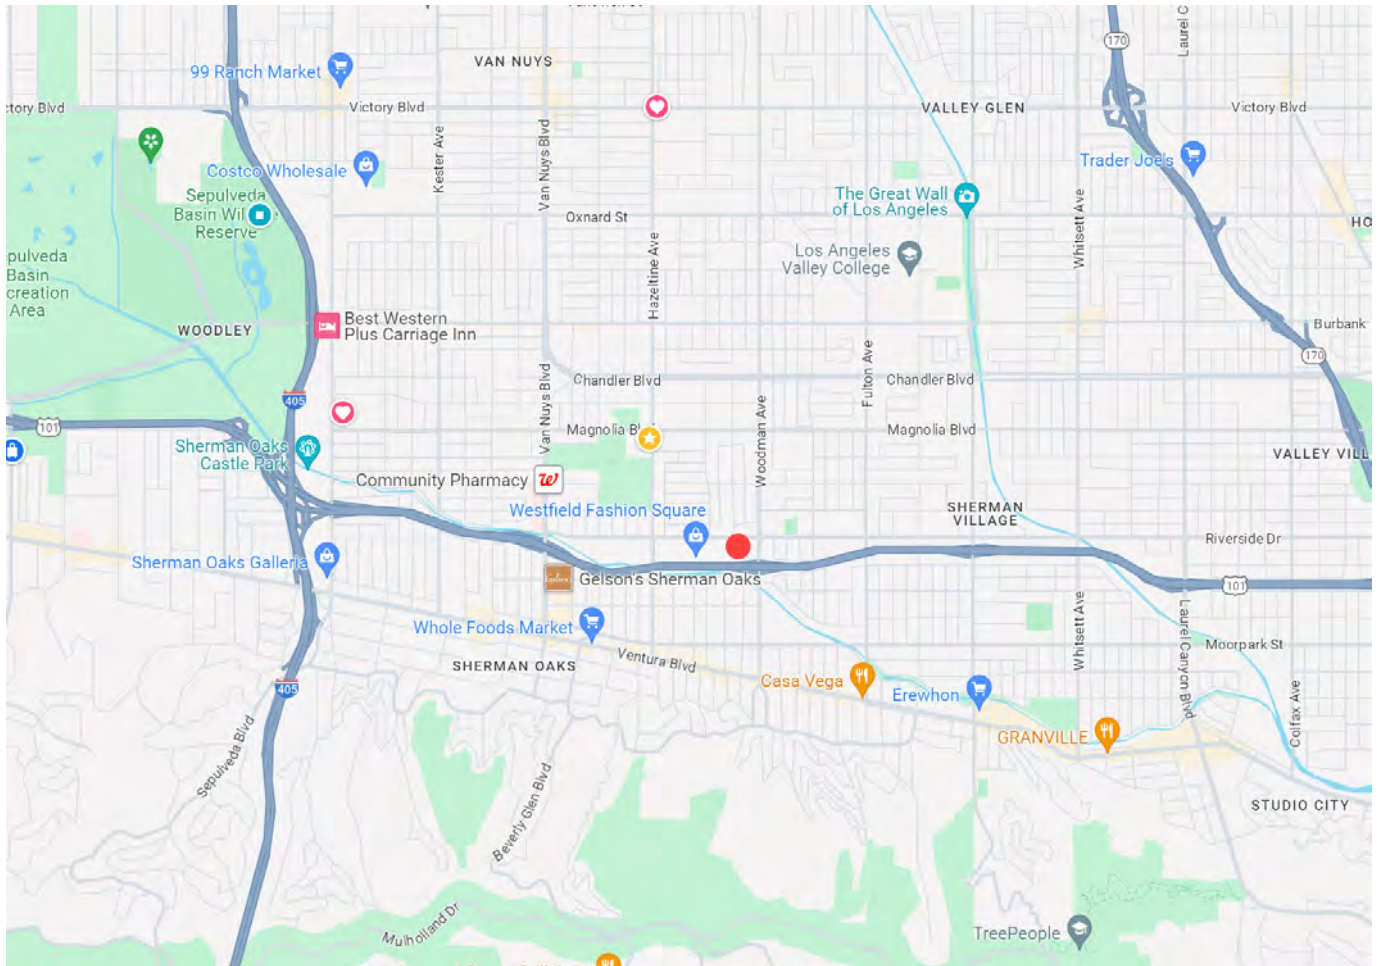 170
Laurel C
VAN NUYS
99 Ranch Market
ctory Blvd
Victory Blvd
VALLEY GLEN
Victory Blvd
Kester Ave
Van Nuys Blvd
Trader Joe's
Costco Wholesale
Sepulveda
Basin Wil e
Reserve
The Great Wall
of Los Angeles
Oxnard St
Whitsett Ave
HO
pulveda
Basin
creation
Area
Los Angeles
Valley College
Hazeltine Ave
WOODLEY
Best Western
Plus Carriage Inn
Burbank
170
Fulton Ave
Chandler Blvd
Chandler Blvd
Van Nuys Blvd
405
Woodman Ave
101
Magnolia Bl
Magnolia Blvd
Sherman Oaks
Castle Park
VALLEY VILL
Community Pharmacy
W
Westfield Fashion Square
SHERMAN
VILLAGE
Riverside Dr
Sherman Oaks Galleria
Gelson's
Gelson's Sherman Oaks
101
Whitsett Ave
Laurel Canyon Blvd
Whole Foods Market
Moorpark St
SHERMAN OAKS
Ventura Blvd
405
Casa Vega
Erewhon
Colfax Ave
Sepulveda Blvd
GRANVILLE
Beverly Glen Blvd
STUDIO CITY
Mulholland Dr
TreePeople